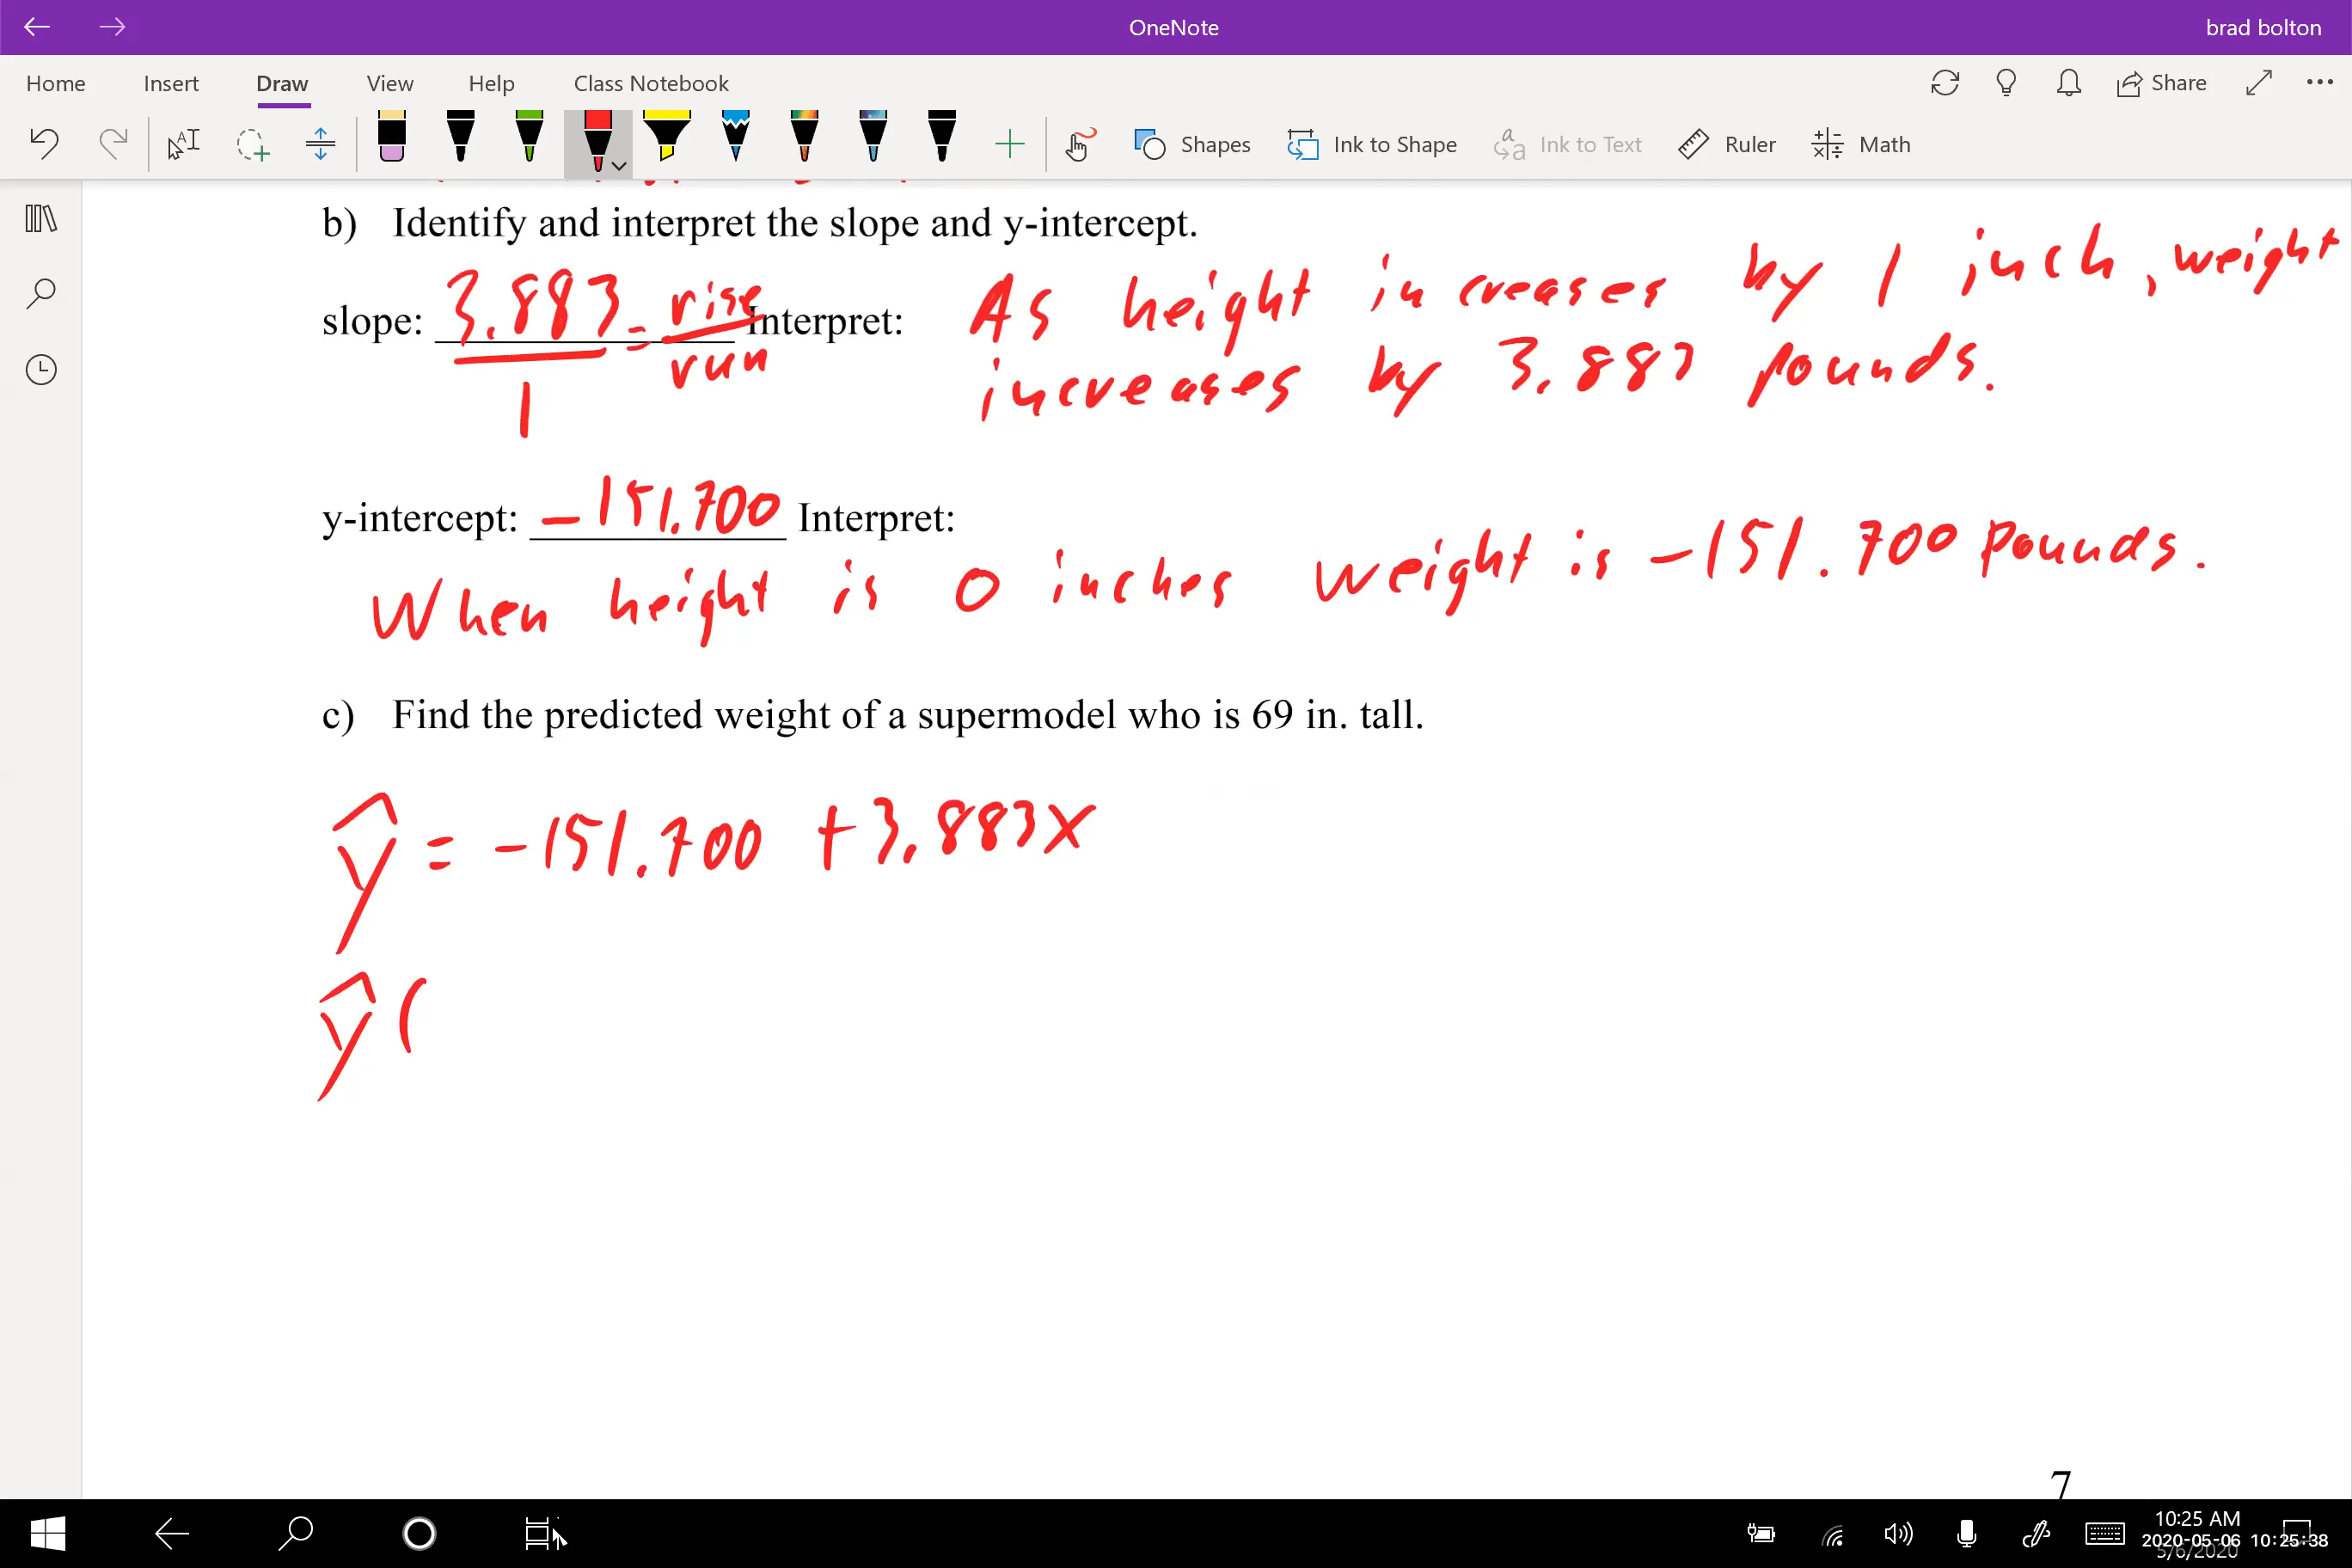 OneNote
brad bolton
Home Insert Draw View Help Class Notebook Share
Shapes Ink to Shape Ink to Text Ruler Math
b) Identify and interpret the slope and y-intercept.
slope: 3.883/1 = rise/run Interpret: As height increases by 1 inch, weight
increases by 3.883 pounds.
y-intercept: -151.700 Interpret:
When height is 0 inches weight is -151.700 pounds.
c) Find the predicted weight of a supermodel who is 69 in. tall.
ŷ = -151.700 + 3.883x
ŷ(
7
10:25 AM
2020-05-06 10:25:38
5/6/2020